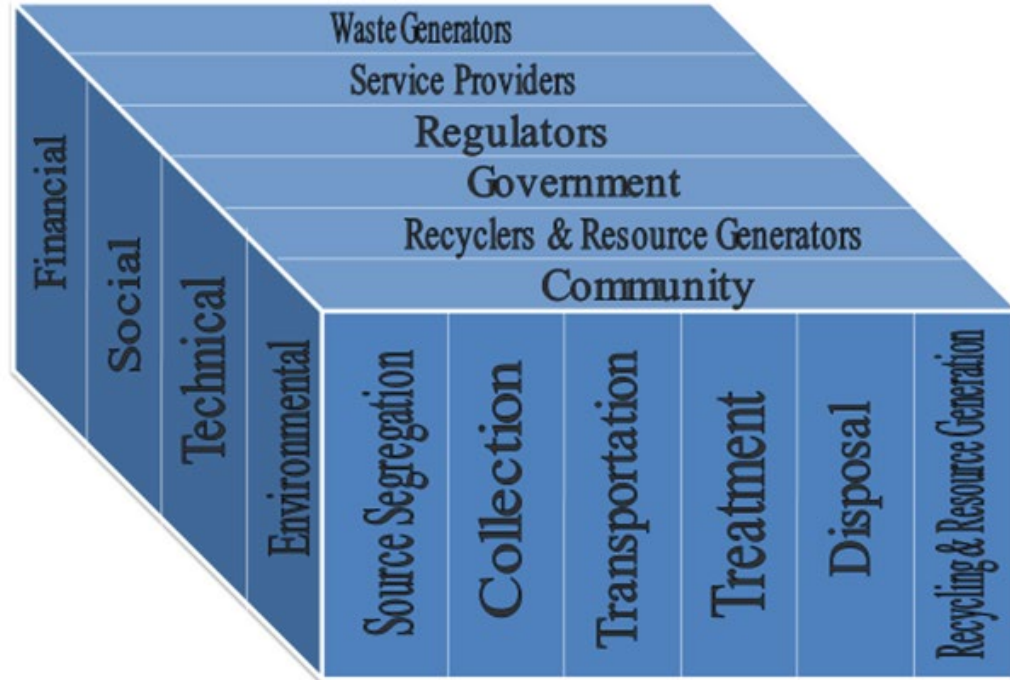 Waste Generators
Service Providers
Regulators
Government
Recyclers & Resource Generators
Community
Financial
Social
Technical
Environmental
Source Segregation
Collection
Transportation
Treatment
Disposal
Recycling & Resource Generation